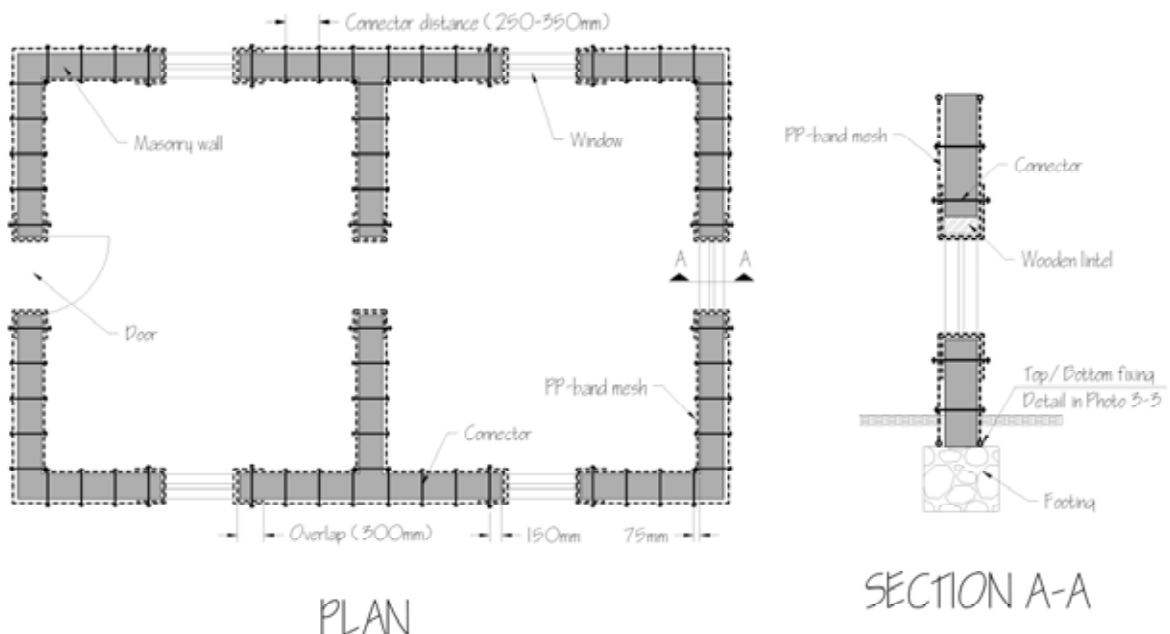 Connector distance (250-350mm)
Masonry wall
Window
Door
A
A
PP-band mesh
Connector
Overlap (300mm)
150mm
75mm
PLAN
PP-band mesh
Connector
Wooden lintel
Top/ Bottom fixing
Detail in Photo 3-3
Footing
SECTION A-A